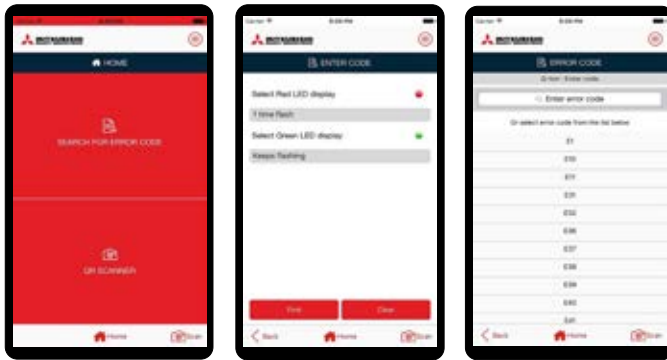 HOME
SEARCH FOR ERROR CODE
QR SCANNER
Home
Scan
ENTER CODE
Select Red LED display
1 time flash
Select Green LED display
Keeps flashing
Find
Clear
Back
Home
Scan
ERROR CODE
Enter error code
Or select error code from the list below
E1
E10
E11
E31
E32
E36
E37
E38
E39
E40
E41
Back
Home
Scan